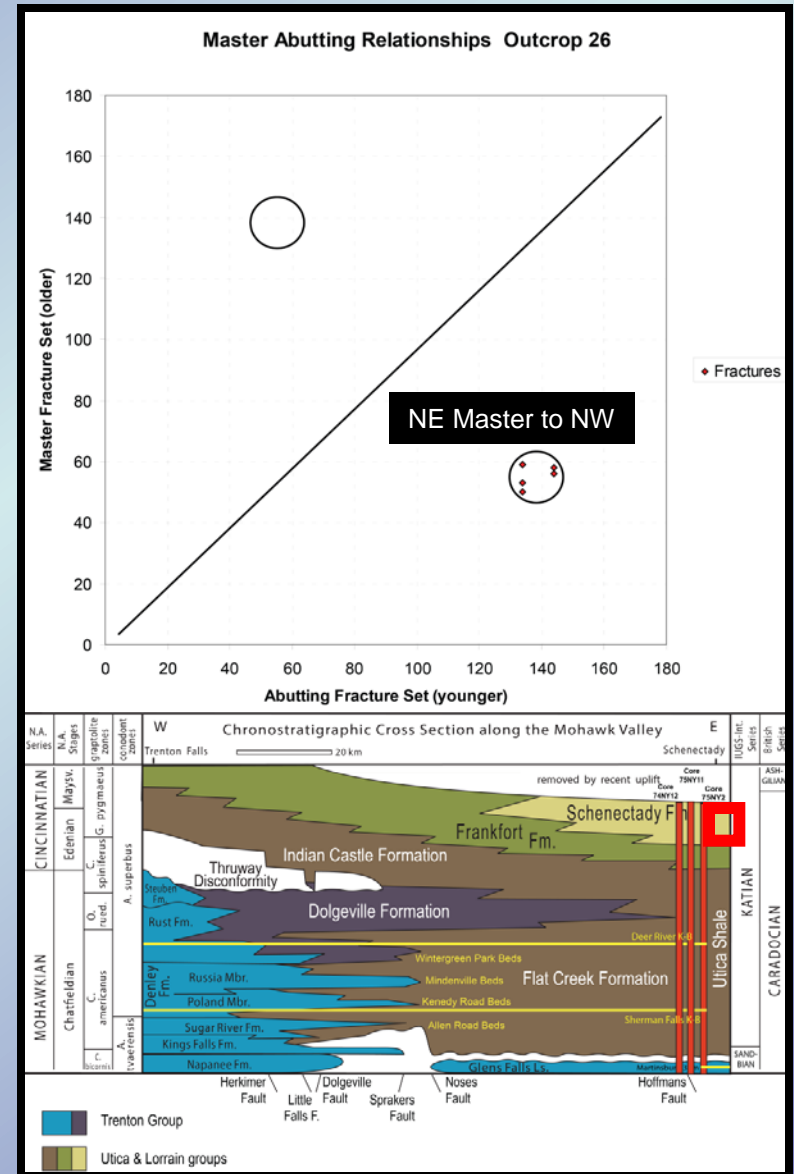 Master Abutting Relationships  Outcrop 26
180
160
140
120
100
80
60
40
20
0
Master Fracture Set (older)
NE Master to NW
Fractures
0 20 40 60 80 100 120 140 160 180
Abutting Fracture Set (younger)
N.A. Series
N.A. Stages
graptolite zones
conodont zones
W Chronostratigraphic Cross Section along the Mohawk Valley E
Trenton Falls 20 km Schenectady
IUGS-Int. Series
British Series
removed by recent uplift
Core 74NY12
Core 75NY11
Core 75NY2
CINCINNATIAN
MOHAWKIAN
Maysv.
Edenian
Chatfieldian
G. pygmaeus
C. spiniferus
O. rued.
C. americanus
C. bicornis
A. superbus
A. tvaerensis
Schenectady F
Frankfort Fm.
Indian Castle Formation
Thruway Disconformity
Steuben Fm.
Rust Fm.
Dolgeville Formation
Deer River K-B
Wintergreen Park Beds
Denley Fm.
Russia Mbr.
Mindenville Beds
Flat Creek Formation
Poland Mbr.
Kenedy Road Beds
Sherman Falls K-B
Sugar River Fm.
Allen Road Beds
Kings Falls Fm.
Napanee Fm.
Glens Falls Ls.
Utica Shale
KATIAN
SAND-BIAN
ASH-GILIAN
CARADOCIAN
Herkimer Fault
Little Falls F.
Dolgeville Fault
Sprakers Fault
Noses Fault
Hoffmans Fault
Trenton Group
Utica & Lorrain groups